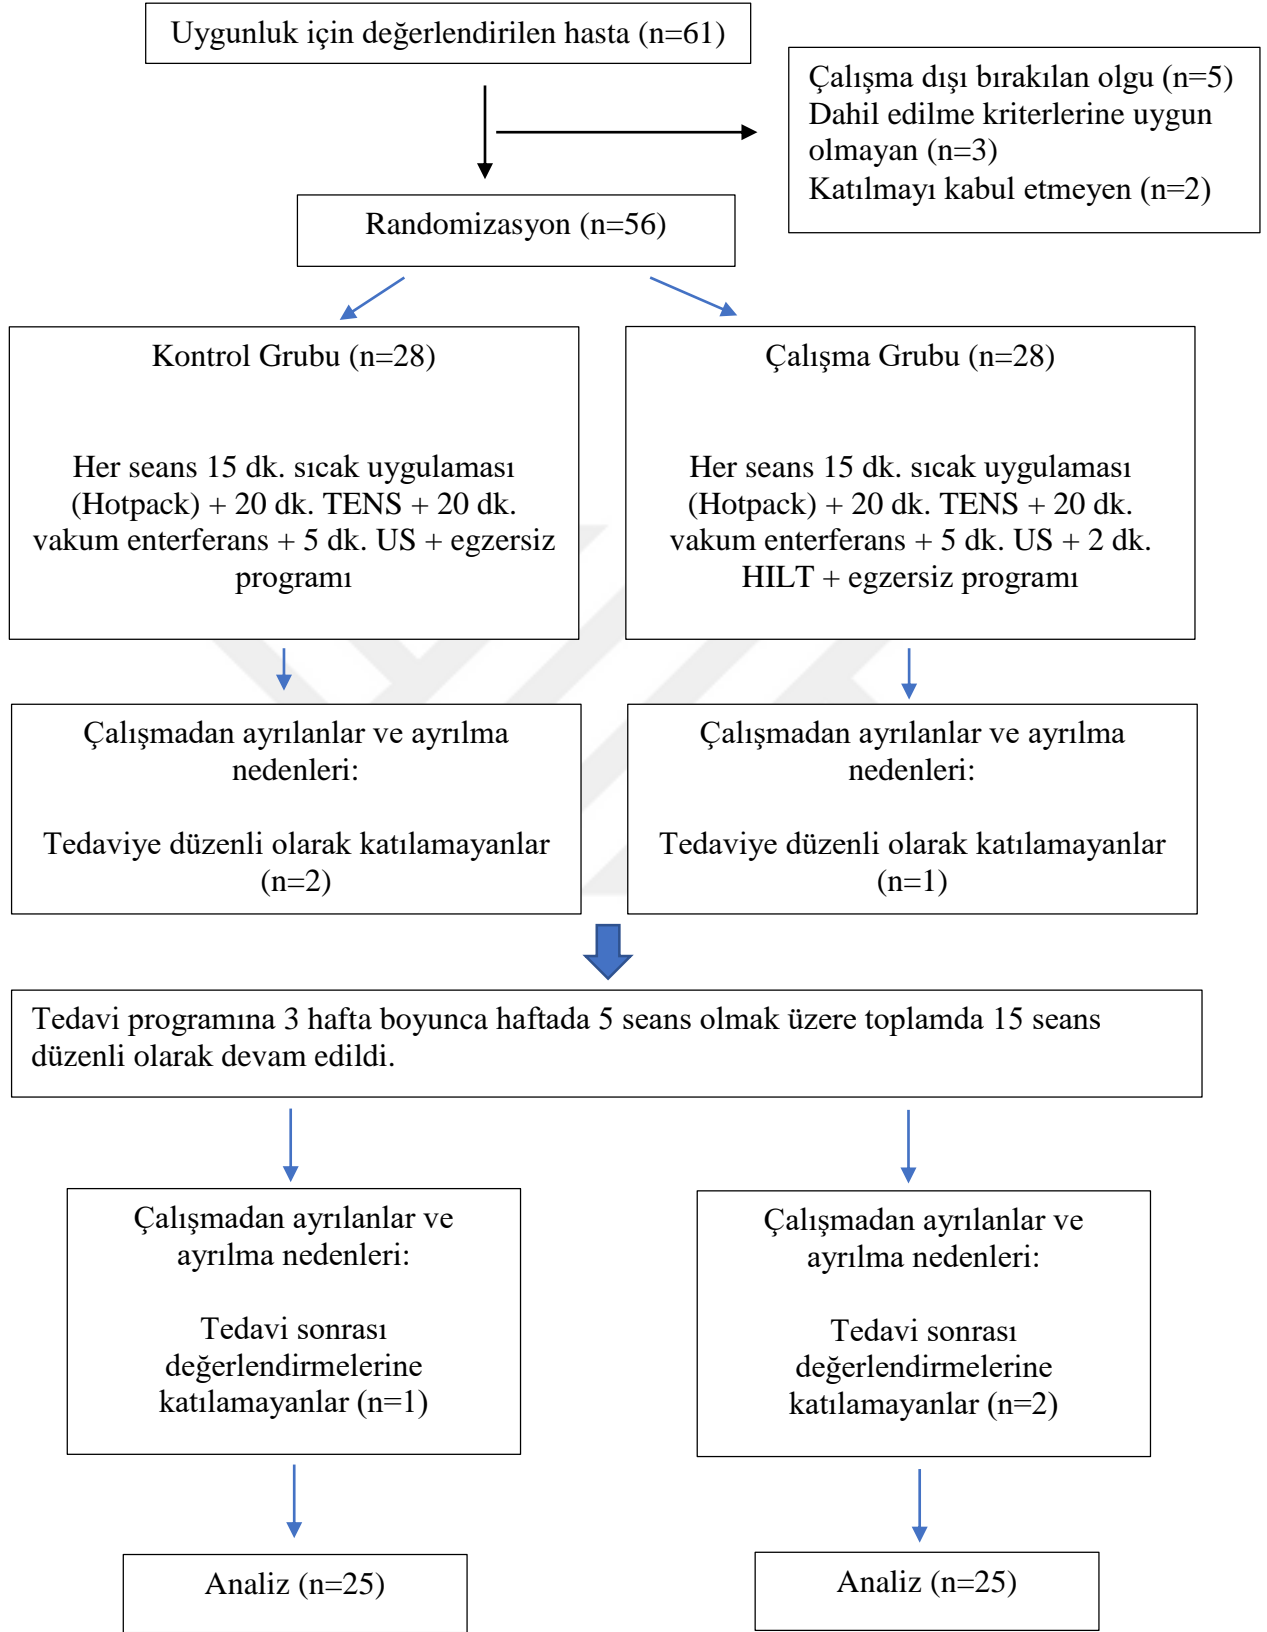 Uygunluk için değerlendirilen hasta (n=61)
Çalışma dışı bırakılan olgu (n=5)
Dahil edilme kriterlerine uygun
olmayan (n=3)
Katılmayı kabul etmeyen (n=2)
Randomizasyon (n=56)
Kontrol Grubu (n=28)
Her seans 15 dk. sıcak uygulaması
(Hotpack) + 20 dk. TENS + 20 dk.
vakum enterferans + 5 dk. US + egzersiz
programı
Çalışma Grubu (n=28)
Her seans 15 dk. sıcak uygulaması
(Hotpack) + 20 dk. TENS + 20 dk.
vakum enterferans + 5 dk. US + 2 dk.
HILT + egzersiz programı
Çalışmadan ayrılanlar ve ayrılma
nedenleri:
Tedaviye düzenli olarak katılamayanlar
(n=2)
Çalışmadan ayrılanlar ve ayrılma
nedenleri:
Tedaviye düzenli olarak katılamayanlar
(n=1)
Tedavi programına 3 hafta boyunca haftada 5 seans olmak üzere toplamda 15 seans
düzenli olarak devam edildi.
Çalışmadan ayrılanlar ve
ayrılma nedenleri:
Tedavi sonrası
değerlendirmelerine
katılamayanlar (n=1)
Çalışmadan ayrılanlar ve
ayrılma nedenleri:
Tedavi sonrası
değerlendirmelerine
katılamayanlar (n=2)
Analiz (n=25)
Analiz (n=25)